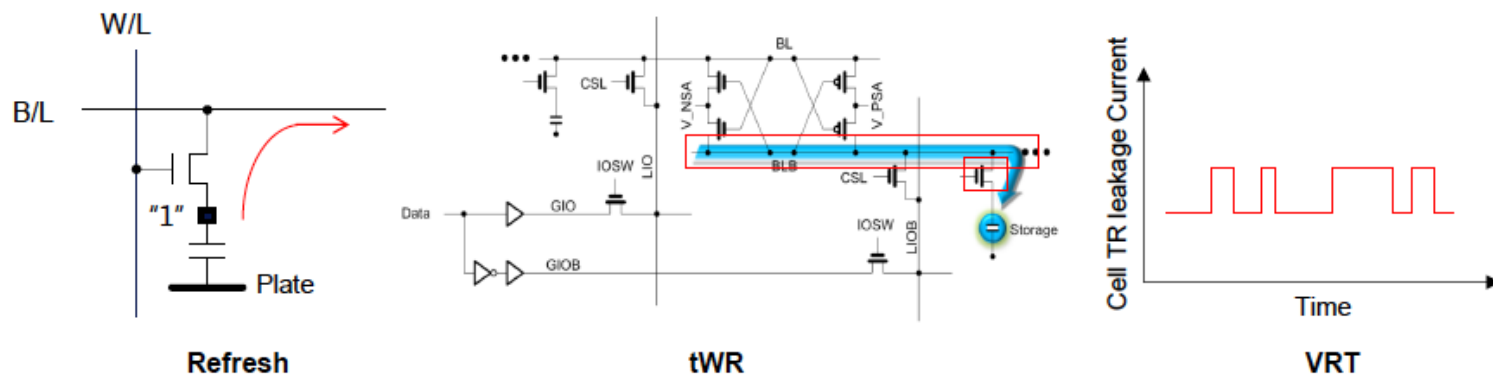 W/L
B/L
"1"
Plate
Refresh
BL
CSL
V_NSA
V_PSA
LIO
IOSW
BLB
CSL
Data
GIO
IOSW
LIOB
Storage
GIOB
tWR
Cell TR leakage Current
Time
VRT